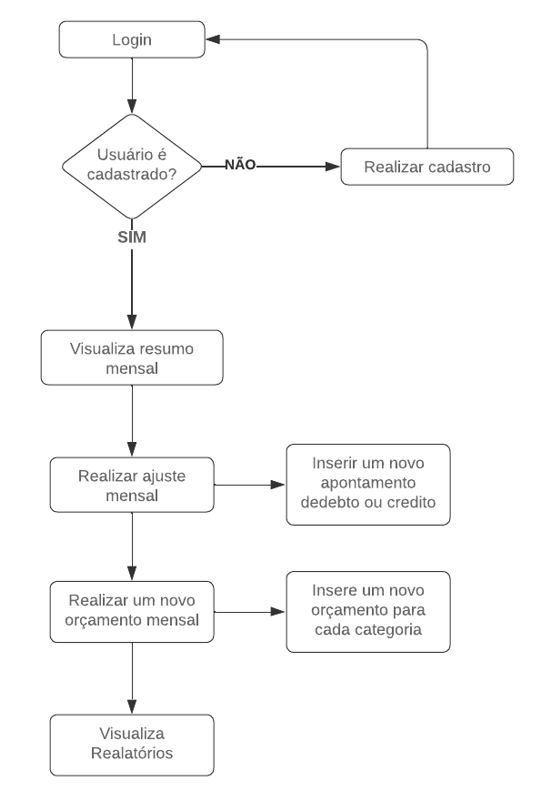 Login
Usuário é
cadastrado?
NÃO
Realizar cadastro
SIM
Visualiza resumo
mensal
Realizar ajuste
mensal
Inserir um novo
apontamento
dedebto ou credito
Realizar um novo
orçamento mensal
Insere um novo
orçamento para
cada categoria
Visualiza
Realatórios